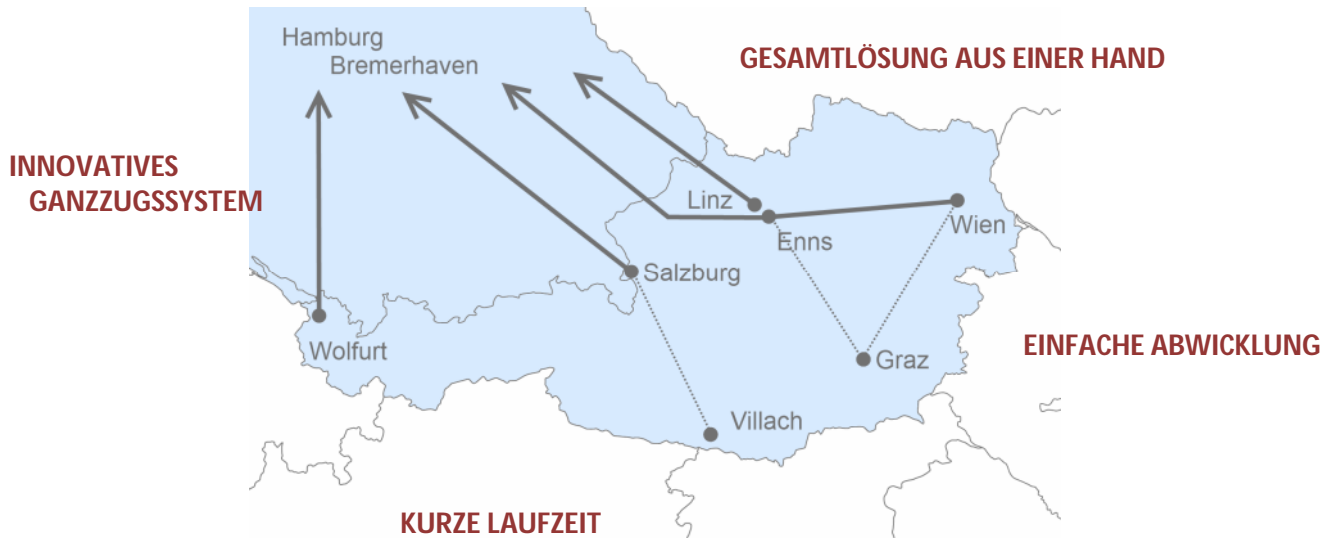 Hamburg
Bremerhaven
GESAMTLÖSUNG AUS EINER HAND
INNOVATIVES
GANZZUGSSYSTEM
Linz
Wien
Enns
Salzburg
Wolfurt
Graz
EINFACHE ABWICKLUNG
Villach
KURZE LAUFZEIT